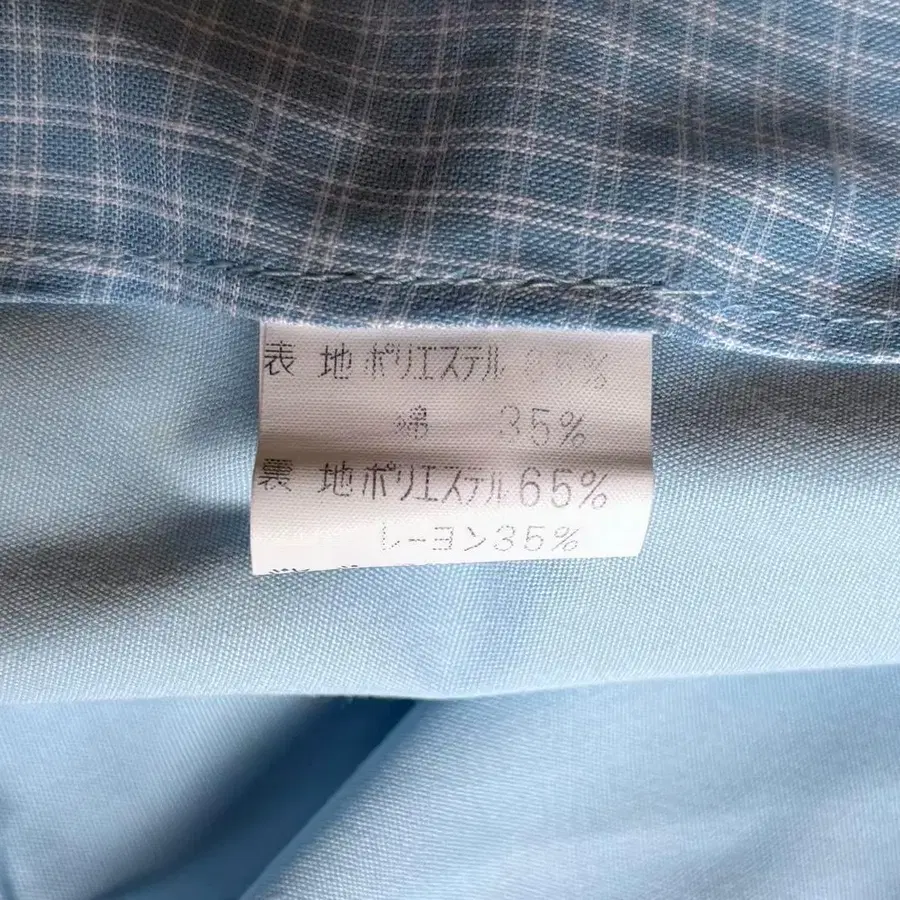 表 地 ポリエステル
綿 35%
裏 地 ポリエステル 65%
レーヨン 35%